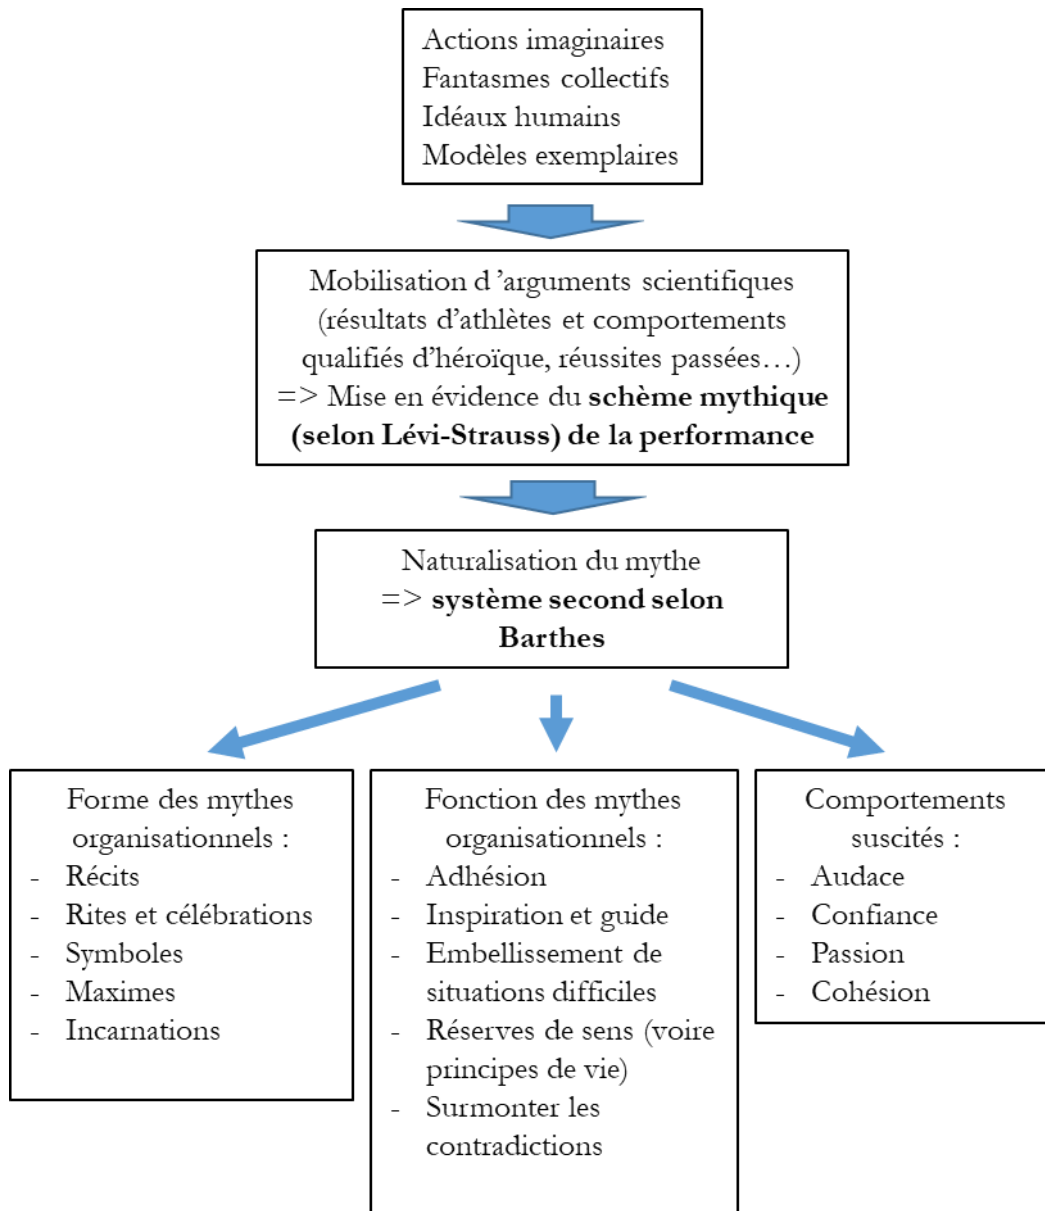 Actions imaginaires
Fantasmes collectifs
Idéaux humains
Modèles exemplaires
Mobilisation d’arguments scientifiques
(résultats d'athlètes et comportements
qualifiés d'héroïque, réussites passées…)
=> Mise en évidence du schème mythique
(selon Lévi-Strauss) de la performance
Naturalisation du mythe
=> système second selon
Barthes
Forme des mythes
organisationnels :
- Récits
- Rites et célébrations
- Symboles
- Maximes
- Incarnations
Fonction des mythes
organisationnels :
- Adhésion
- Inspiration et guide
- Embellissement de
situations difficiles
- Réserves de sens (voire
principes de vie)
- Surmonter les
contradictions
Comportements
suscités :
- Audace
- Confiance
- Passion
- Cohésion